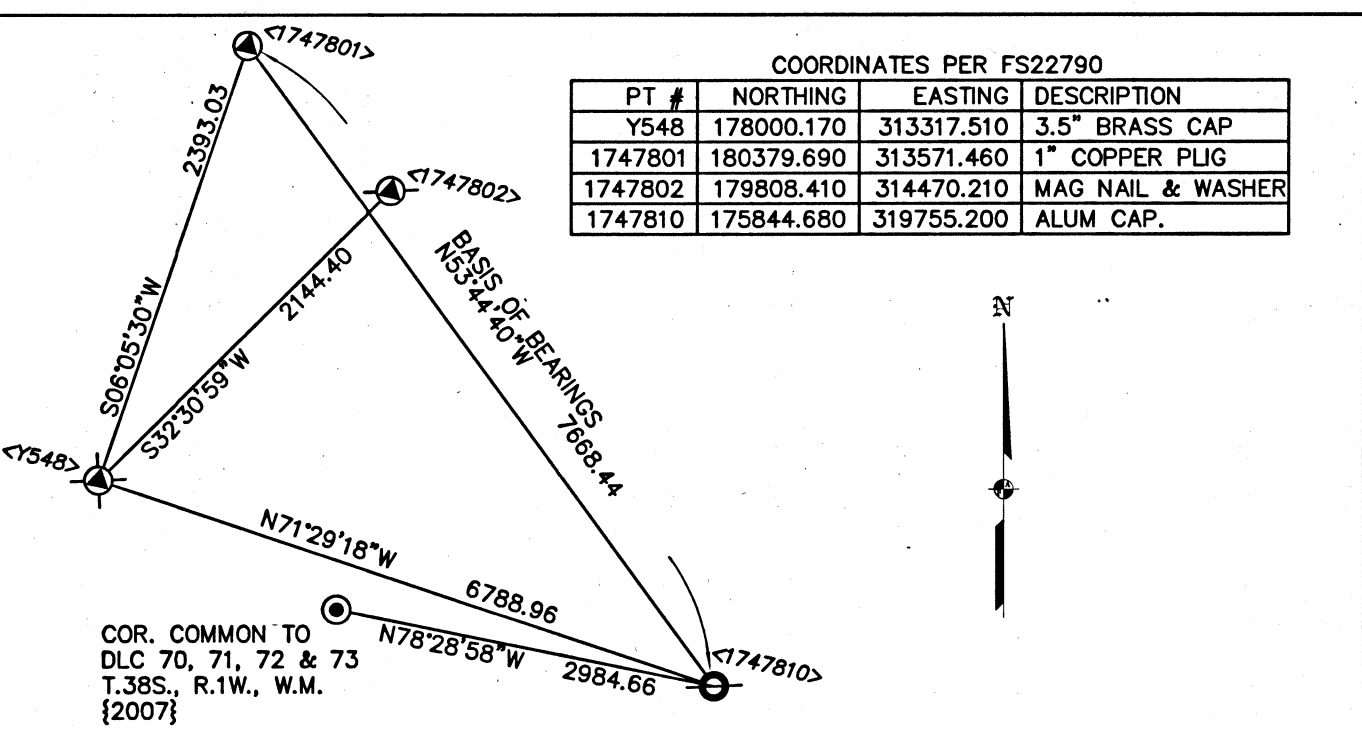 <1747801>
2393.03
<1747802>
COORDINATES PER FS22790
PT # NORTHING EASTING DESCRIPTION
Y548 178000.170 313317.510 3.5" BRASS CAP
1747801 180379.690 313571.460 1" COPPER PLIG
1747802 179808.410 314470.210 MAG NAIL & WASHER
1747810 175844.680 319755.200 ALUM CAP.
BASIS OF BEARINGS
N53°44'40"W
7668.44
2144.40
S06°05'30"W
S32°30'59"W
N
<Y548>
N71°29'18"W
6788.96
COR. COMMON TO
DLC 70, 71, 72 & 73
T.38S., R.1W., W.M.
{2007}
N78°28'58"W
2984.66
<1747810>